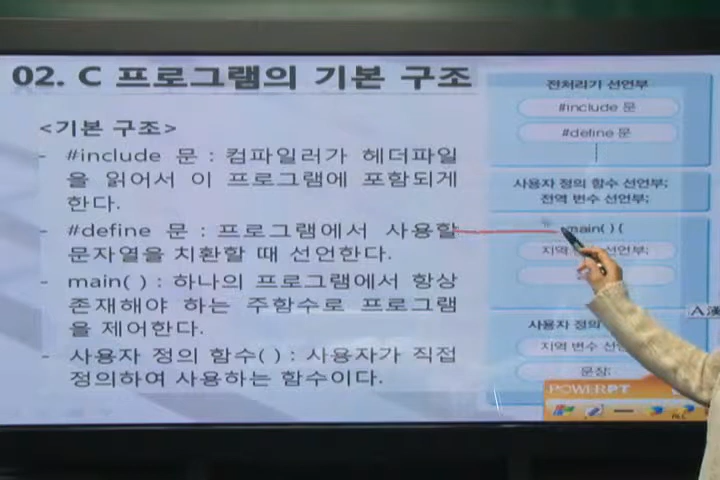 02. C 프로그램의 기본 구조
<기본 구조>
- #include 문 : 컴파일러가 헤더파일
을 읽어서 이 프로그램에 포함되게
한다.
- #define 문 : 프로그램에서 사용할
문자열을 치환할 때 선언한다.
- main( ) : 하나의 프로그램에서 항상
존재해야 하는 주함수로 프로그램
을 제어한다.
- 사용자 정의 함수( ) : 사용자가 직접
정의하여 사용하는 함수이다.
전처리기 선언부
#include 문
#define 문
사용자 정의 함수 선언부;
전역 변수 선언부;
main( ) {
지역 선언부;
사용자 정의
지역 변수
문장;
POWERPT
A漢